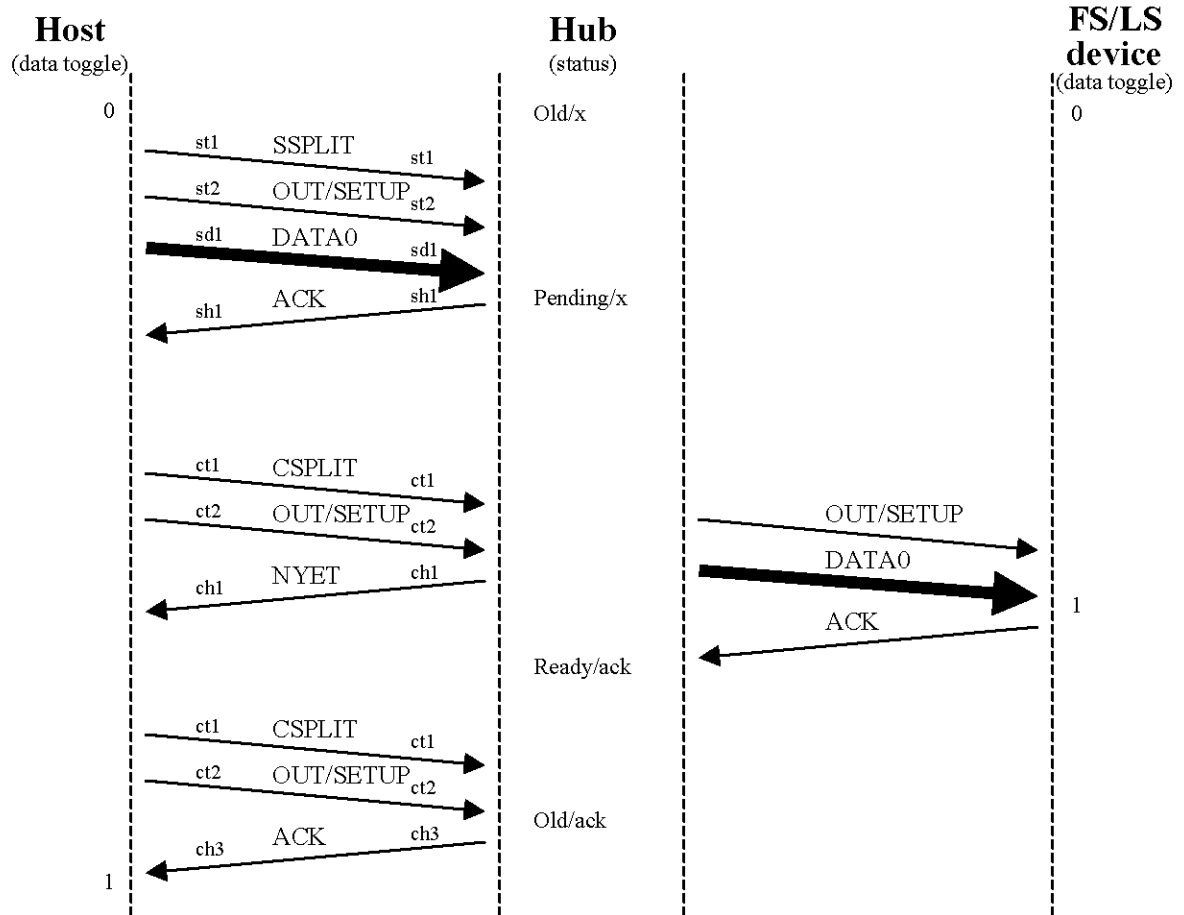 Host
(data toggle)
Hub
(status)
FS/LS
device
(data toggle)
0
Old/x
0
st1 SSPLIT st1
st2 OUT/SETUP st2
sd1 DATA0 sd1
Pending/x
sh1 ACK sh1
ct1 CSPLIT ct1
ct2 OUT/SETUP ct2
OUT/SETUP
ch1 NYET ch1
DATA0
1
ACK
Ready/ack
ct1 CSPLIT ct1
ct2 OUT/SETUP ct2
Old/ack
ch3 ACK ch3
1